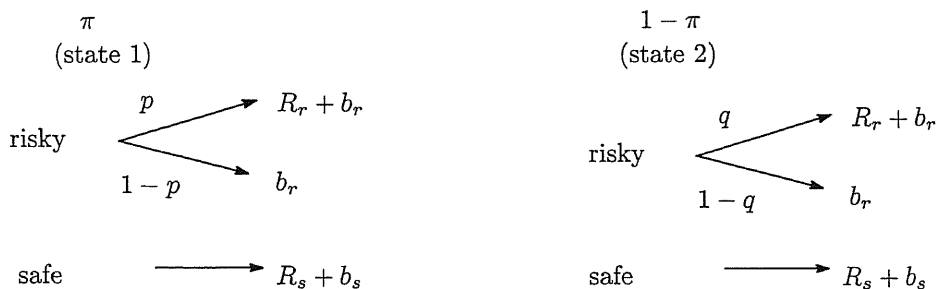 π
(state 1)
p
R_r + b_r
risky
1 − p
b_r
safe
R_s + b_s
1 − π
(state 2)
q
R_r + b_r
risky
1 − q
b_r
safe
R_s + b_s